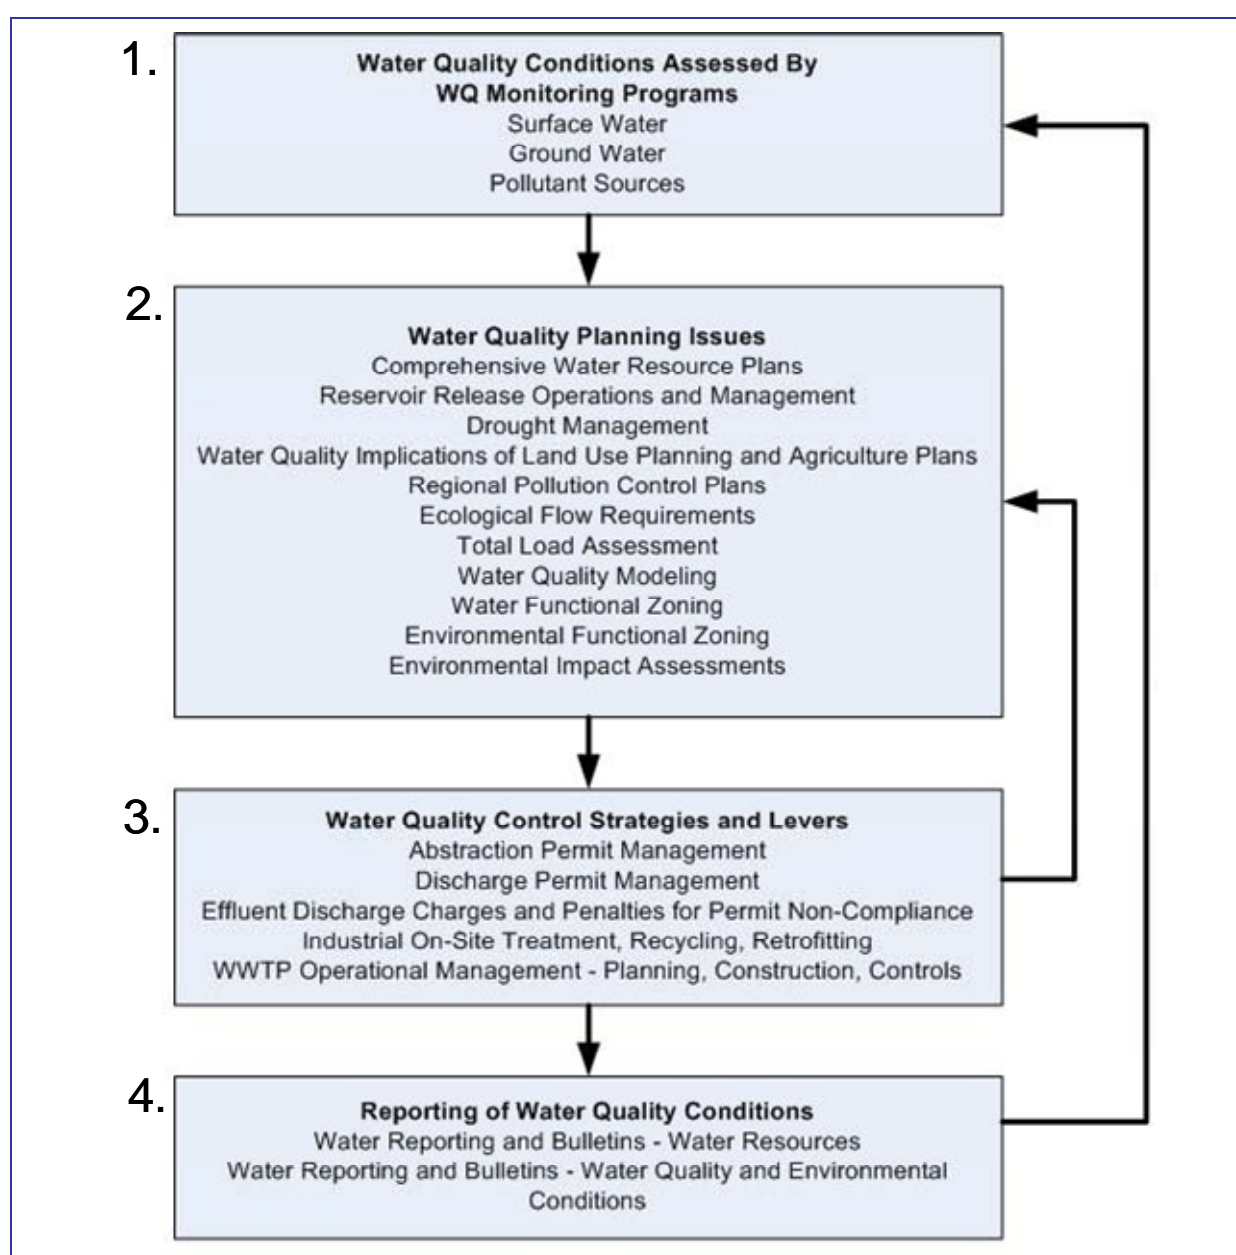 1.
Water Quality Conditions Assessed By
WQ Monitoring Programs
Surface Water
Ground Water
Pollutant Sources
2.
Water Quality Planning Issues
Comprehensive Water Resource Plans
Reservoir Release Operations and Management
Drought Management
Water Quality Implications of Land Use Planning and Agriculture Plans
Regional Pollution Control Plans
Ecological Flow Requirements
Total Load Assessment
Water Quality Modeling
Water Functional Zoning
Environmental Functional Zoning
Environmental Impact Assessments
3.
Water Quality Control Strategies and Levers
Abstraction Permit Management
Discharge Permit Management
Effluent Discharge Charges and Penalties for Permit Non-Compliance
Industrial On-Site Treatment, Recycling, Retrofitting
WWTP Operational Management - Planning, Construction, Controls
4.
Reporting of Water Quality Conditions
Water Reporting and Bulletins - Water Resources
Water Reporting and Bulletins - Water Quality and Environmental
Conditions